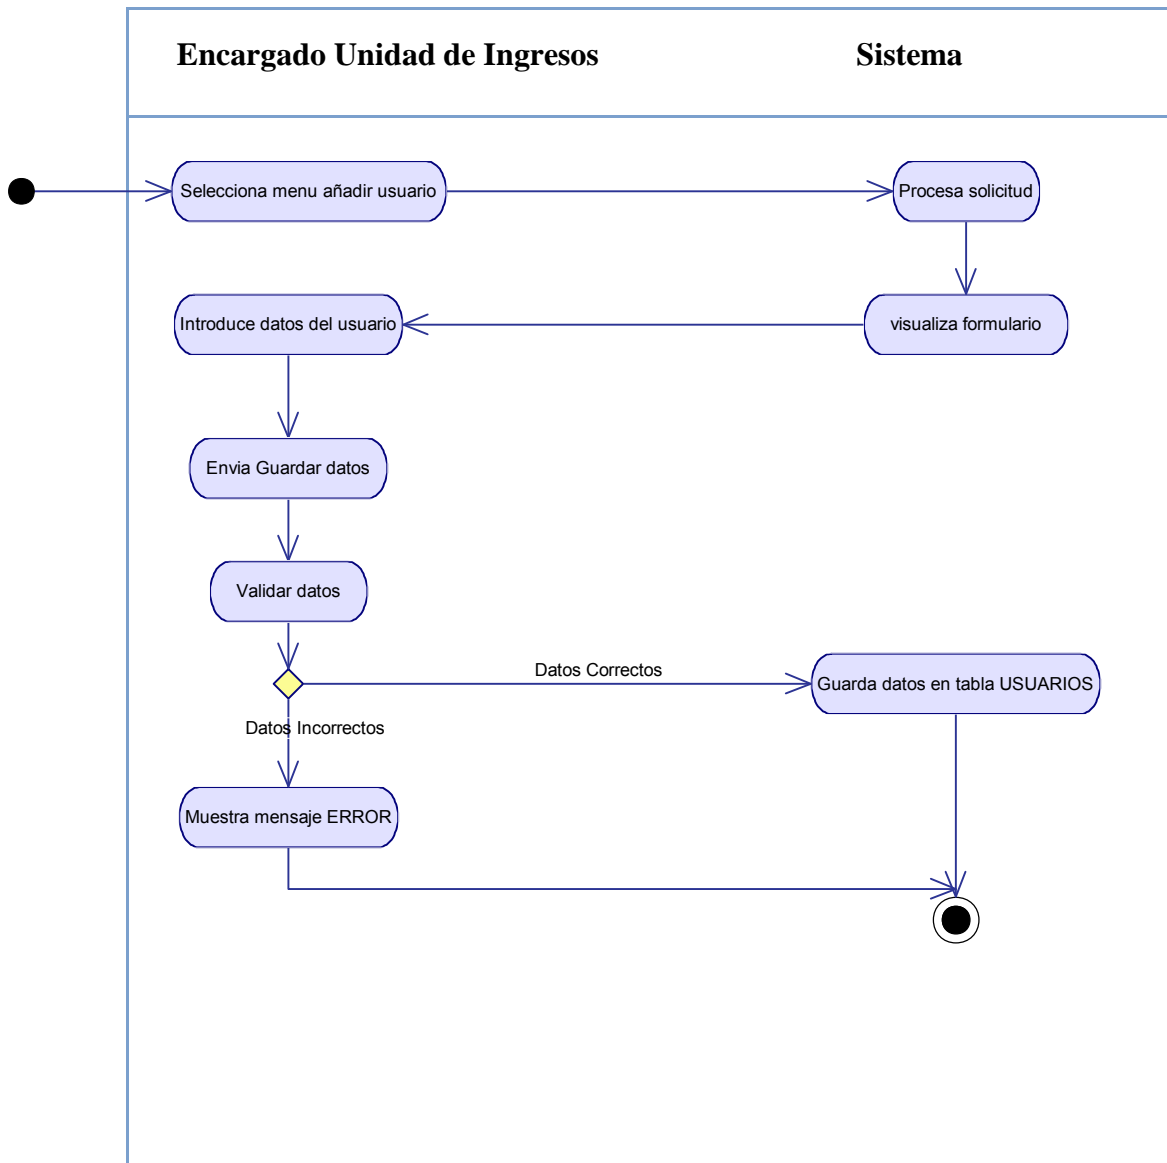 Encargado Unidad de Ingresos
Sistema
Selecciona menu añadir usuario
Procesa solicitud
Introduce datos del usuario
visualiza formulario
Envia Guardar datos
Validar datos
Datos Correctos
Guarda datos en tabla USUARIOS
Datos Incorrectos
Muestra mensaje ERROR